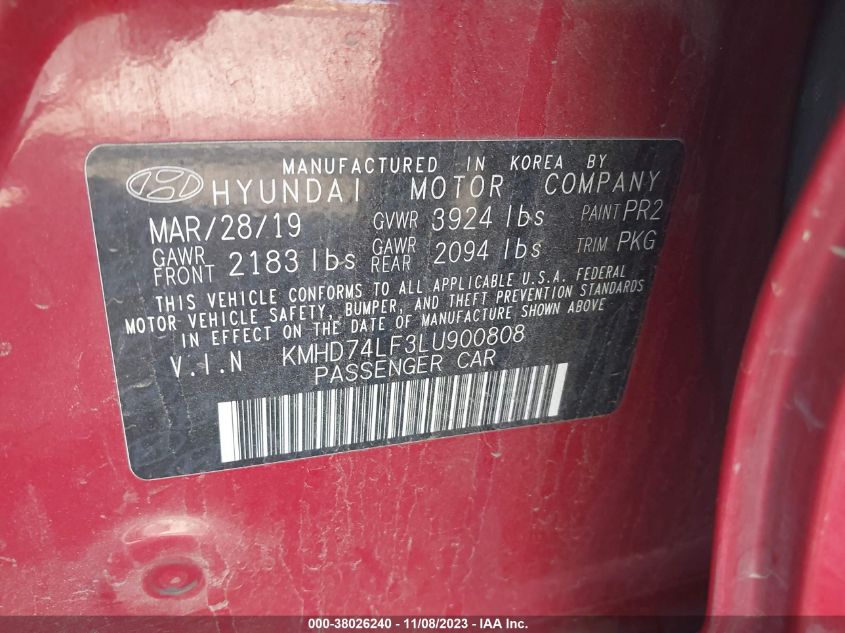 MANUFACTURED IN KOREA BY
HYUNDAI MOTOR COMPANY
MAR/28/19 GVWR 3924 lbs PAINT PR2
GAWR FRONT 2183 lbs GAWR REAR 2094 lbs TRIM PKG
THIS VEHICLE CONFORMS TO ALL APPLICABLE U.S.A. FEDERAL
MOTOR VEHICLE SAFETY, BUMPER, AND THEFT PREVENTION STANDARDS
IN EFFECT ON THE DATE OF MANUFACTURE SHOWN ABOVE
V.I.N KMHD74LF3LU900808
PASSENGER CAR
000-38026240 - 11/08/2023 - IAA Inc.